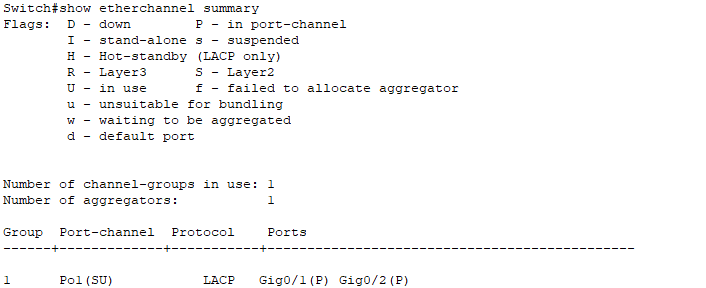 Switch#show etherchannel summary
Flags:  D - down        P - in port-channel
        I - stand-alone s - suspended
        H - Hot-standby (LACP only)
        R - Layer3      S - Layer2
        U - in use      f - failed to allocate aggregator
        u - unsuitable for bundling
        w - waiting to be aggregated
        d - default port
Number of channel-groups in use: 1
Number of aggregators:           1
Group  Port-channel  Protocol    Ports
------+-------------+-----------+----------------------------------------------
1      Po1(SU)           LACP   Gig0/1(P) Gig0/2(P)